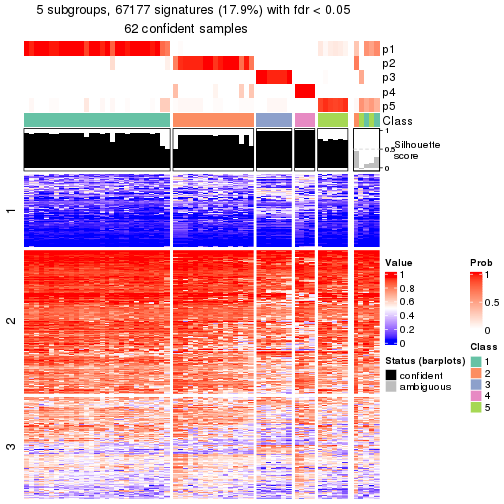 5 subgroups, 67177 signatures (17.9%) with fdr < 0.05
62 confident samples
p1
p2
p3
p4
p5
Class
1
0.5
0
Silhouette
score
1
2
3
Value
1
0.8
0.6
0.4
0.2
0
Status (barplots)
confident
ambiguous
Prob
1
0.5
0
Class
1
2
3
4
5